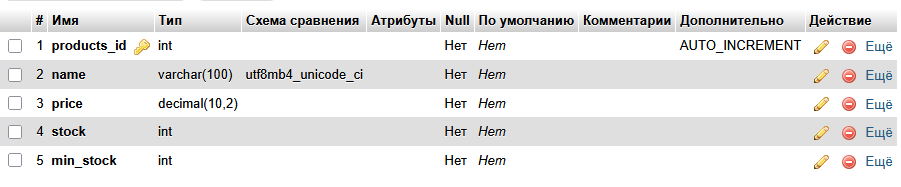 # Имя Тип Схема сравнения Атрибуты Null По умолчанию Комментарии Дополнительно Действие
1 products_id int Нет Нет AUTO_INCREMENT Ещё
2 name varchar(100) utf8mb4_unicode_ci Нет Нет Ещё
3 price decimal(10,2) Нет Нет Ещё
4 stock int Нет Нет Ещё
5 min_stock int Нет Нет Ещё